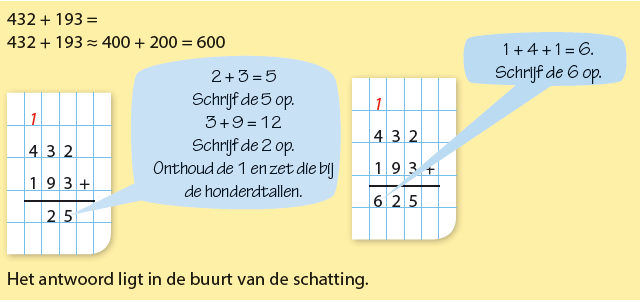 432 + 193 =
432 + 193 ≈ 400 + 200 = 600
1
4 3 2
1 9 3 +
2 5
2 + 3 = 5
Schrijf de 5 op.
3 + 9 = 12
Schrijf de 2 op.
Onthoud de 1 en zet die bij
de honderdtallen.
1
4 3 2
1 9 3 +
6 2 5
1 + 4 + 1 = 6.
Schrijf de 6 op.
Het antwoord ligt in de buurt van de schatting.